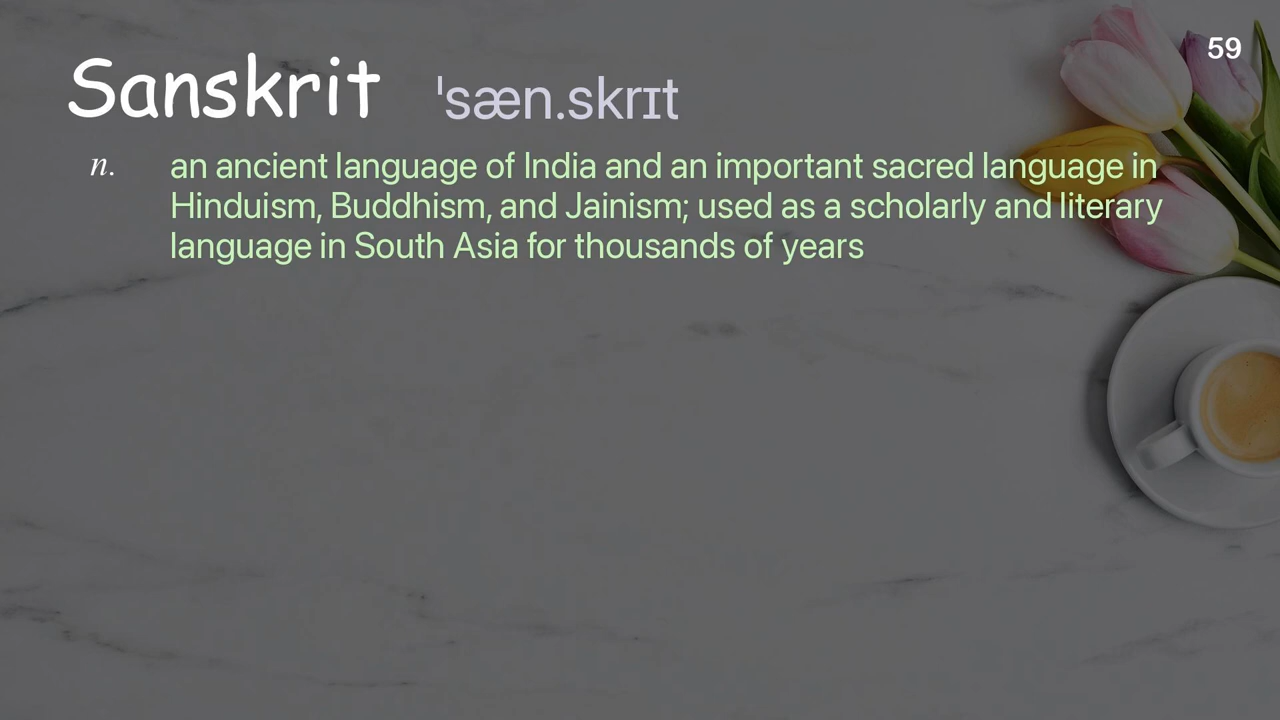 59
Sanskrit ˈsæn.skrɪt
n. an ancient language of India and an important sacred language in
Hinduism, Buddhism, and Jainism; used as a scholarly and literary
language in South Asia for thousands of years